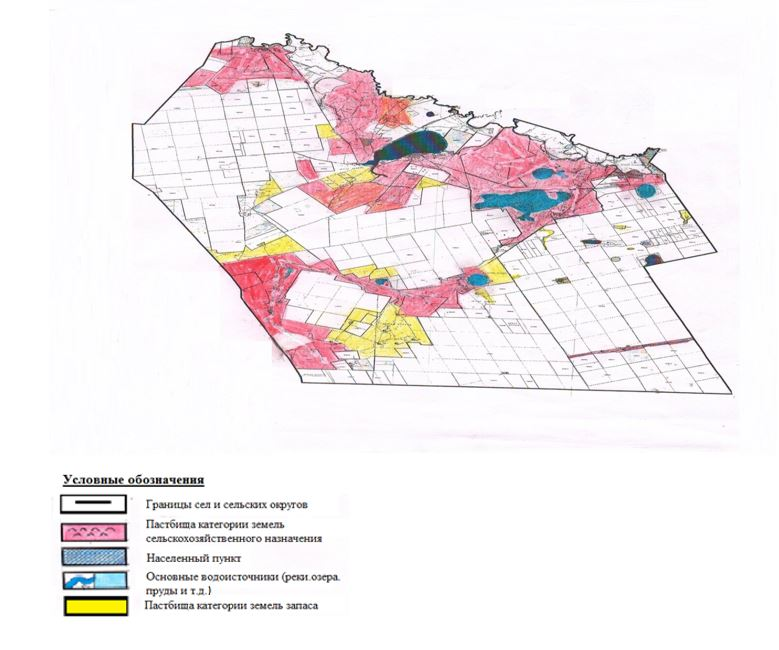 Условные обозначения
Границы сел и сельских округов
Пастбища категории земель
сельскохозяйственного назначения
Населенный пункт
Основные водоисточники (реки.озера.
пруды и т.д.)
Пастбища категории земель запаса